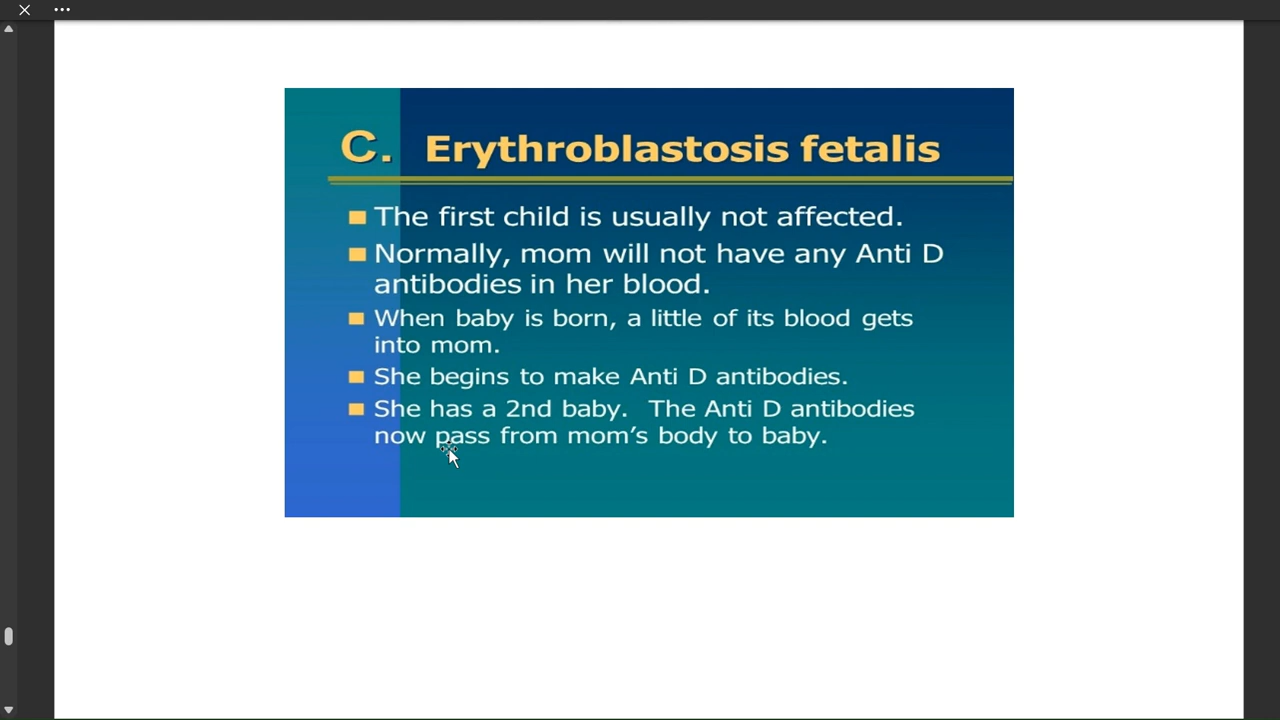 C. Erythroblastosis fetalis
The first child is usually not affected.
Normally, mom will not have any Anti D
antibodies in her blood.
When baby is born, a little of its blood gets
into mom.
She begins to make Anti D antibodies.
She has a 2nd baby. The Anti D antibodies
now pass from mom’s body to baby.